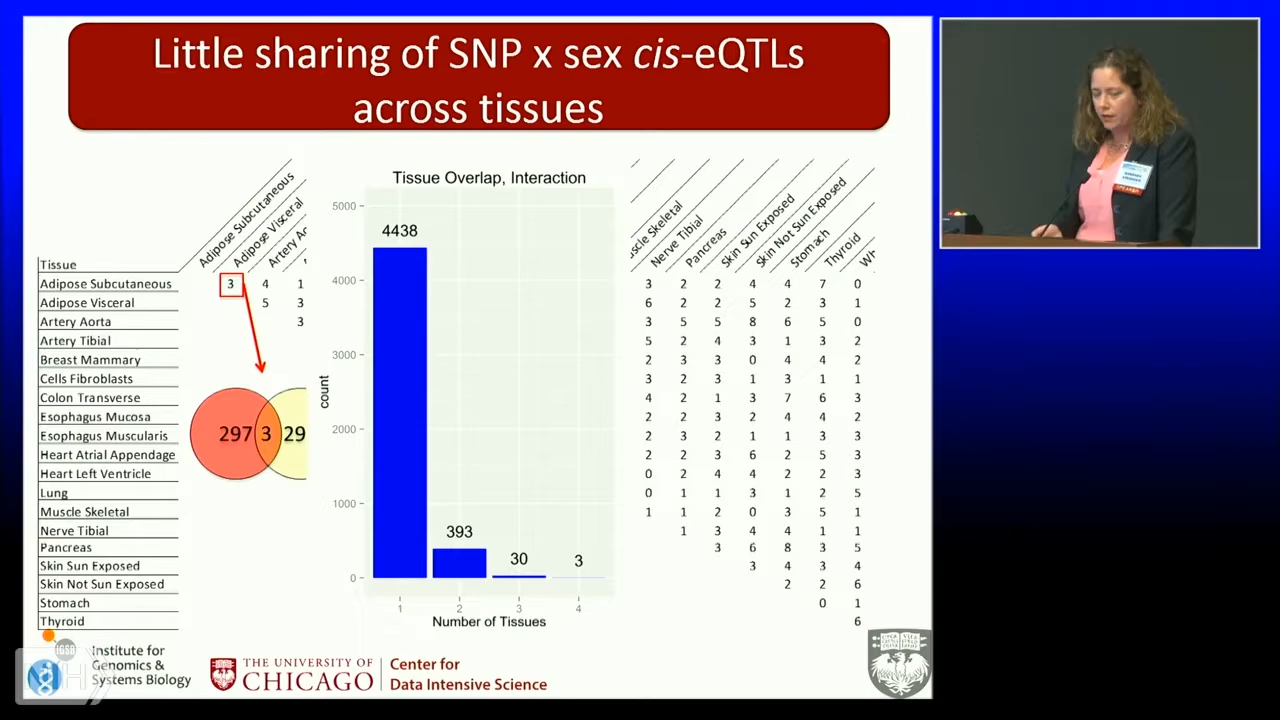 Little sharing of SNP x sex cis-eQTLs
across tissues
Tissue
Adipose Subcutaneous
Adipose Visceral
Artery
Adipose Subcutaneous 3 4 1
Adipose Visceral 5 3
Artery Aorta 3
Artery Tibial
Breast Mammary
Cells Fibroblasts
Colon Transverse
Esophagus Mucosa
Esophagus Muscularis
Heart Atrial Appendage
Heart Left Ventricle
Lung
Muscle Skeletal
Nerve Tibial
Pancreas
Skin Sun Exposed
Skin Not Sun Exposed
Stomach
Thyroid
297 3 29
Tissue Overlap, Interaction
count
5000
4000
3000
2000
1000
0
4438
393
30
3
1 2 3 4
Number of Tissues
Skeletal
Nerve Tibial
Pancreas
Skin Sun Exposed
Skin Not Sun Exposed
Stomach
Thyroid
3 2 2 4 4 7 0
6 2 2 5 2 3 1
3 5 5 8 6 5 0
5 2 4 3 1 3 2
2 3 3 0 4 4 2
3 2 3 1 3 1 1
4 2 1 3 7 6 3
2 2 3 2 4 4 2
2 3 2 1 1 3 3
2 2 3 6 2 5 3
0 2 4 4 2 2 3
0 1 1 3 1 2 5
1 1 2 0 3 5 1
1 3 4 4 1 1
3 6 8 3 5
3 4 3 4
2 2 6
0 1
6
IGSB
Institute for
Genomics &
Systems Biology
THE UNIVERSITY OF
CHICAGO
Center for
Data Intensive Science
SPEAKER